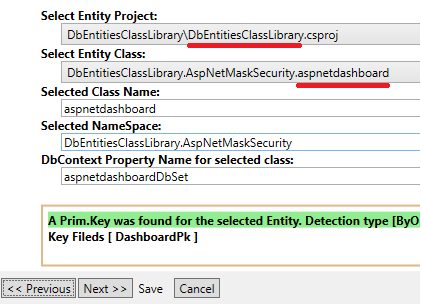 Select Entity Project:
DbEntitiesClassLibrary\DbEntitiesClassLibrary.csproj
Select Entity Class:
DbEntitiesClassLibrary.AspNetMaskSecurity.aspnetdashboard
Selected Class Name:
aspnetdashboard
Selected NameSpace:
DbEntitiesClassLibrary.AspNetMaskSecurity
DbContext Property Name for selected class:
aspnetdashboardDbSet
A Prim.Key was found for the selected Entity. Detection type [ByO
Key Fileds [ DashboardPk ]
<< Previous Next >> Save Cancel